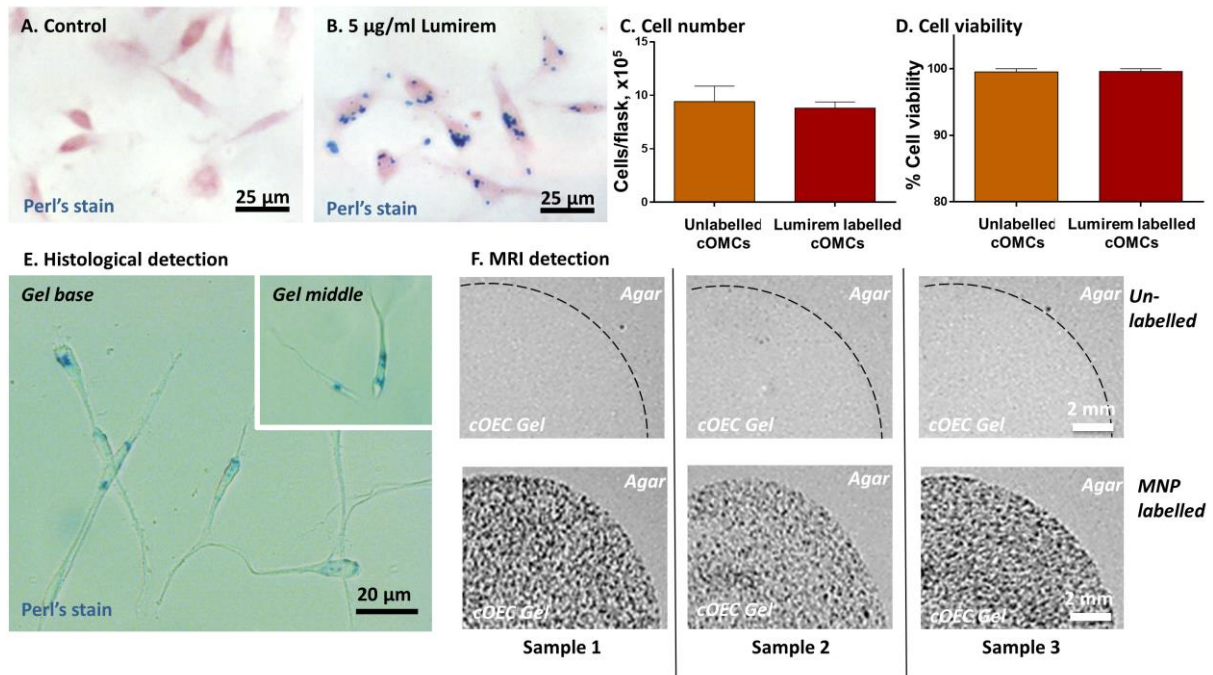 A. Control
Perl's stain
25 µm
B. 5 µg/ml Lumirem
Perl's stain
25 µm
C. Cell number
Cells/flask, x10⁵
15
10
5
0
Unlabelled
cOMCs
Lumirem labelled
cOMCs
D. Cell viability
% Cell viability
100
90
80
Unlabelled
cOMCs
Lumirem labelled
cOMCs
E. Histological detection
Gel base
Gel middle
Perl's stain
20 µm
F. MRI detection
Agar
cOEC Gel
Agar
cOEC Gel
Agar
cOEC Gel
2 mm
Un-
labelled
Agar
cOEC Gel
Agar
cOEC Gel
Agar
cOEC Gel
2 mm
MNP
labelled
Sample 1
Sample 2
Sample 3